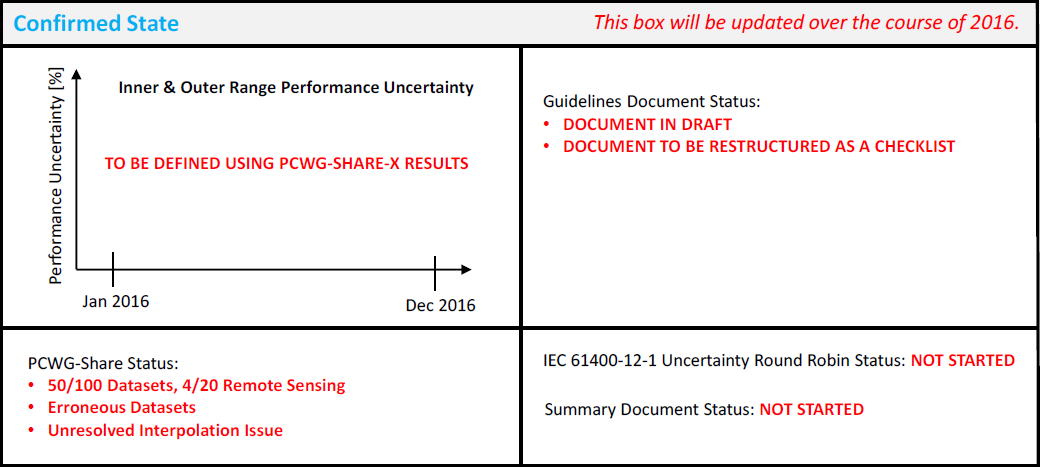 Confirmed State
This box will be updated over the course of 2016.
Performance Uncertainty [%]
Inner & Outer Range Performance Uncertainty
TO BE DEFINED USING PCWG-SHARE-X RESULTS
Jan 2016
Dec 2016
Guidelines Document Status:
• DOCUMENT IN DRAFT
• DOCUMENT TO BE RESTRUCTURED AS A CHECKLIST
PCWG-Share Status:
• 50/100 Datasets, 4/20 Remote Sensing
• Erroneous Datasets
• Unresolved Interpolation Issue
IEC 61400-12-1 Uncertainty Round Robin Status: NOT STARTED
Summary Document Status: NOT STARTED